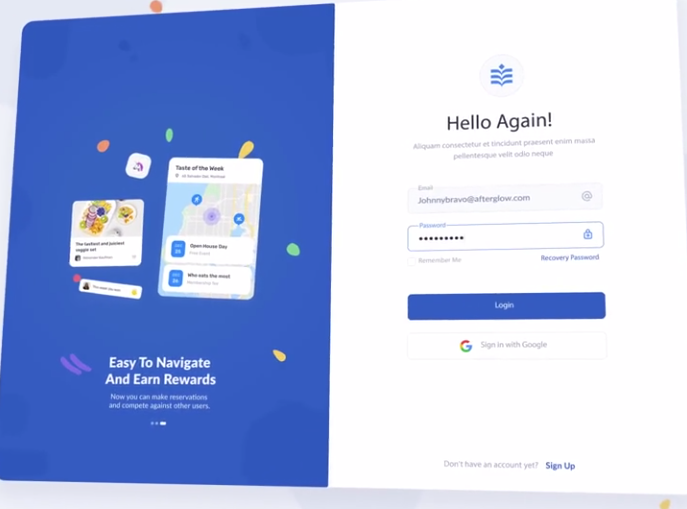 Taste of the Week
Open House Day
Free Event
Who eats the most
The tastiest and juiciest
veggie set
Easy To Navigate
And Earn Rewards
Now you can make reservations
and compete against other users.
Hello Again!
Aliquam consectetur et tincidunt praesent enim massa
pellentesque velit odio neque
Email
Johnnybravo@afterglow.com
@
Password
•••••••••
Remember Me
Recovery Password
Login
Sign in with Google
Don't have an account yet? Sign Up